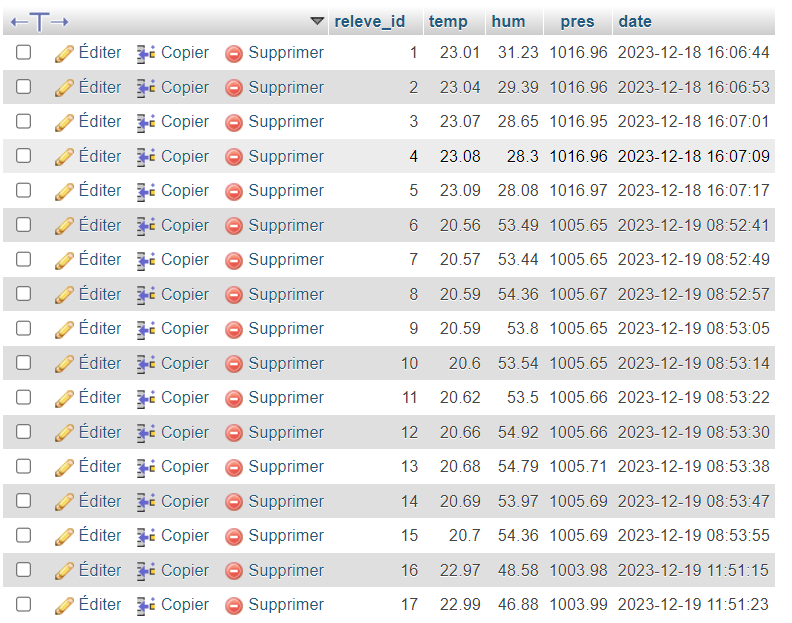 ←T→ releve_id temp hum pres date
Éditer Copier Supprimer 1 23.01 31.23 1016.96 2023-12-18 16:06:44
Éditer Copier Supprimer 2 23.04 29.39 1016.96 2023-12-18 16:06:53
Éditer Copier Supprimer 3 23.07 28.65 1016.95 2023-12-18 16:07:01
Éditer Copier Supprimer 4 23.08 28.3 1016.96 2023-12-18 16:07:09
Éditer Copier Supprimer 5 23.09 28.08 1016.97 2023-12-18 16:07:17
Éditer Copier Supprimer 6 20.56 53.49 1005.65 2023-12-19 08:52:41
Éditer Copier Supprimer 7 20.57 53.44 1005.65 2023-12-19 08:52:49
Éditer Copier Supprimer 8 20.59 54.36 1005.67 2023-12-19 08:52:57
Éditer Copier Supprimer 9 20.59 53.8 1005.65 2023-12-19 08:53:05
Éditer Copier Supprimer 10 20.6 53.54 1005.65 2023-12-19 08:53:14
Éditer Copier Supprimer 11 20.62 53.5 1005.66 2023-12-19 08:53:22
Éditer Copier Supprimer 12 20.66 54.92 1005.66 2023-12-19 08:53:30
Éditer Copier Supprimer 13 20.68 54.79 1005.71 2023-12-19 08:53:38
Éditer Copier Supprimer 14 20.69 53.97 1005.69 2023-12-19 08:53:47
Éditer Copier Supprimer 15 20.7 54.36 1005.69 2023-12-19 08:53:55
Éditer Copier Supprimer 16 22.97 48.58 1003.98 2023-12-19 11:51:15
Éditer Copier Supprimer 17 22.99 46.88 1003.99 2023-12-19 11:51:23